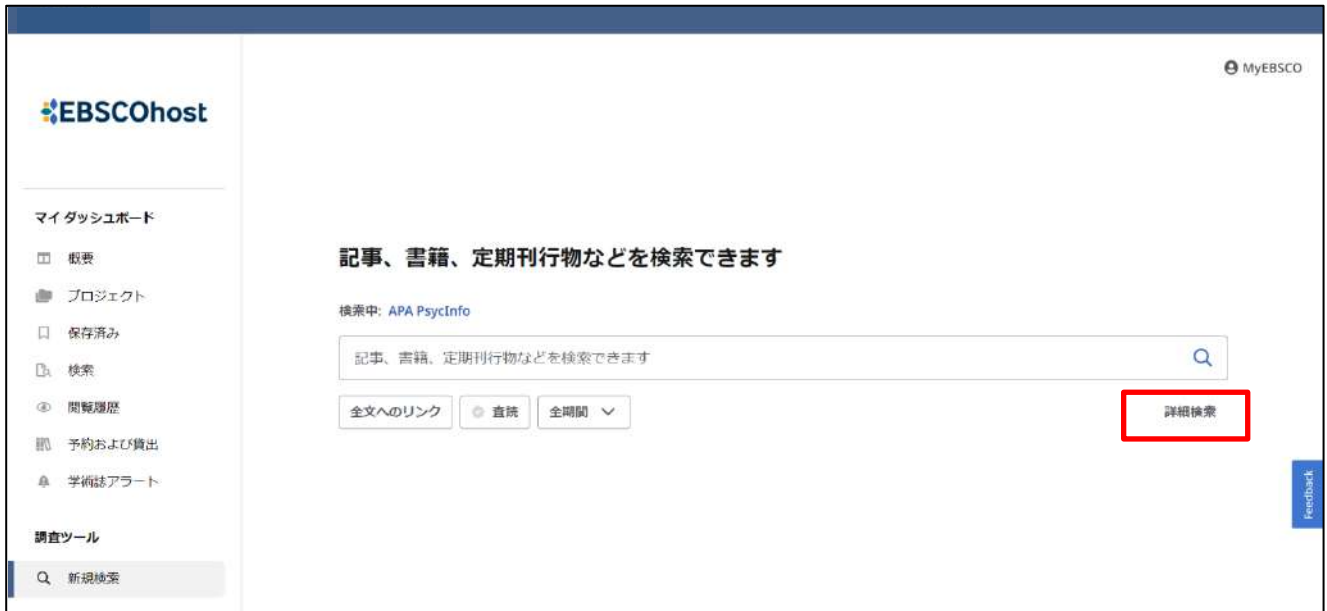 MyEBSCO
EBSCOhost
マイ ダッシュボード
概要
プロジェクト
保存済み
検索
閲覧履歴
予約および貸出
学術誌アラート
調査ツール
新規検索
記事、書籍、定期刊行物などを検索できます
検索中: APA PsycInfo
記事、書籍、定期刊行物などを検索できます
全文へのリンク 査読 全期間
詳細検索
Feedback